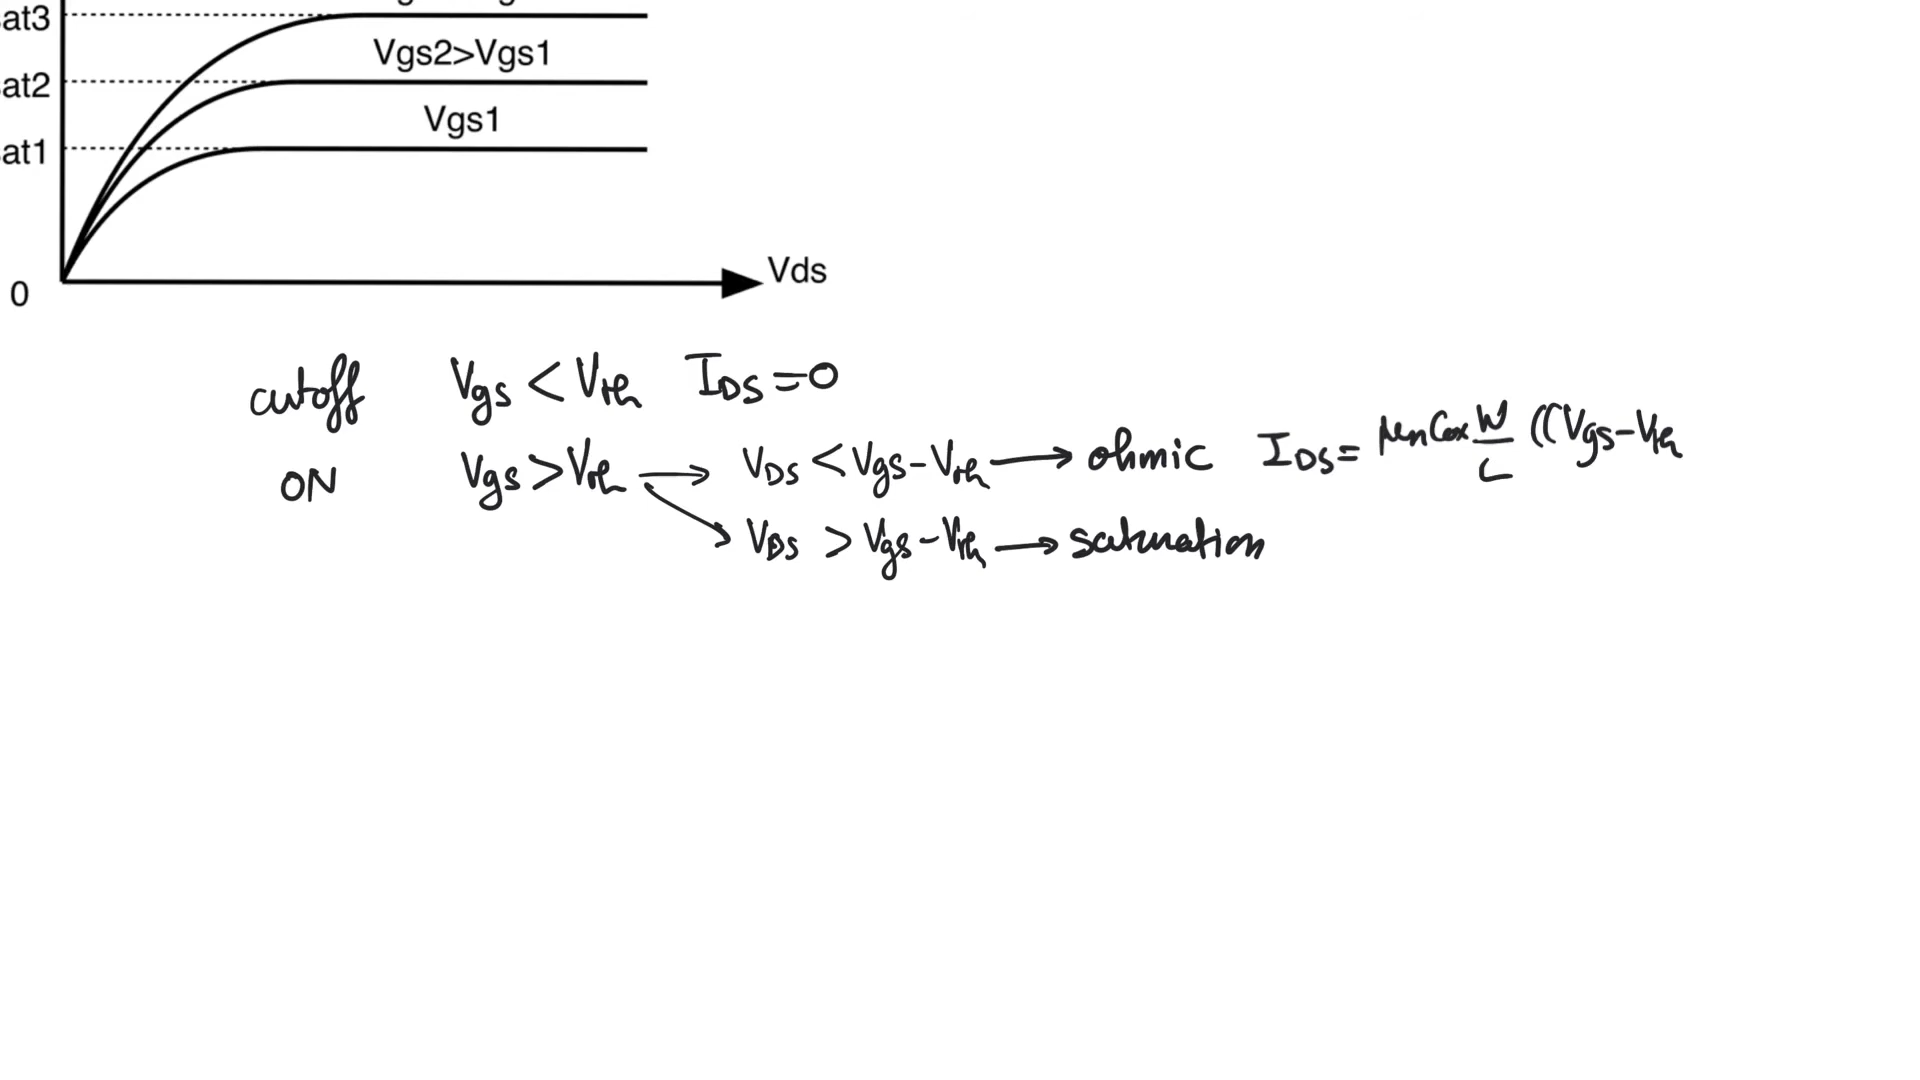 at3
Vgs2>Vgs1
at2
Vgs1
at1
Vds
0
cutoff Vgs < Vth IDS = 0
ON Vgs > Vth → VDS < Vgs - Vth → ohmic IDS = μnCox W/L ((Vgs - Vth
VDS > Vgs - Vth → saturation